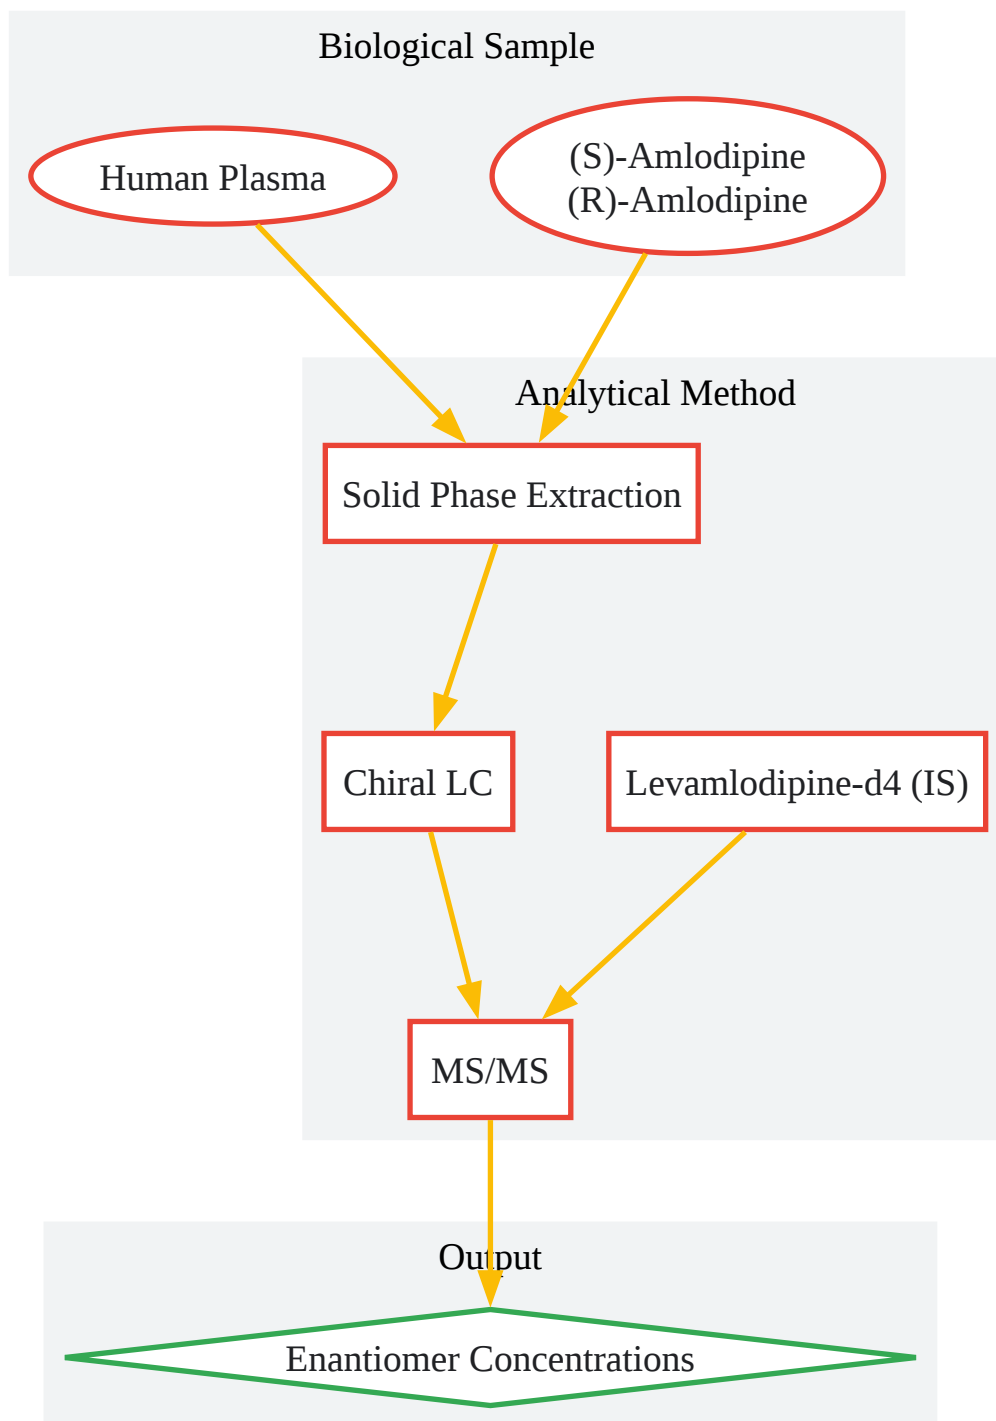 Biological Sample
Human Plasma
(S)-Amlodipine
(R)-Amlodipine
Analytical Method
Solid Phase Extraction
Chiral LC
Levamlodipine-d4 (IS)
MS/MS
Output
Enantiomer Concentrations